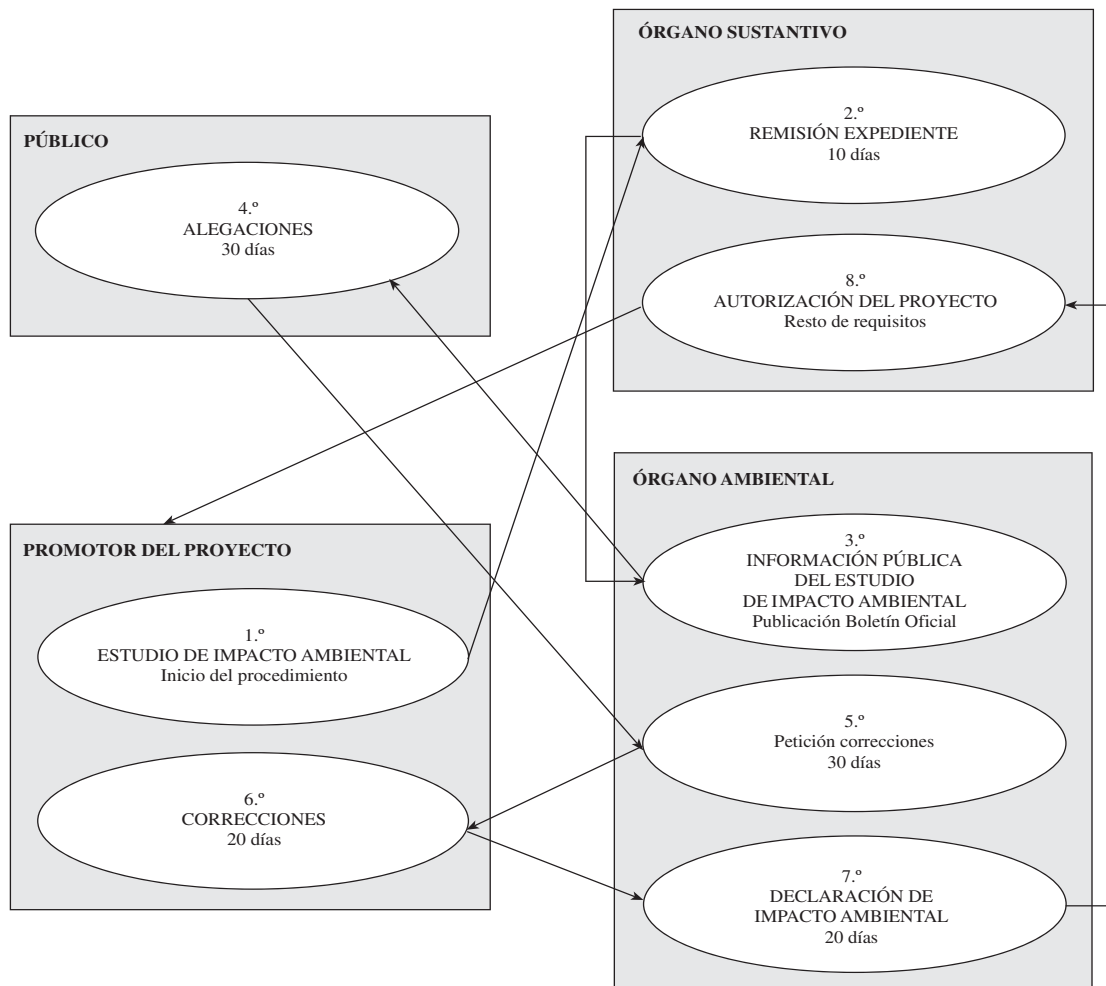 ÓRGANO SUSTANTIVO
2.º
REMISIÓN EXPEDIENTE
10 días
8.º
AUTORIZACIÓN DEL PROYECTO
Resto de requisitos
PÚBLICO
4.º
ALEGACIONES
30 días
PROMOTOR DEL PROYECTO
1.º
ESTUDIO DE IMPACTO AMBIENTAL
Inicio del procedimiento
6.º
CORRECCIONES
20 días
ÓRGANO AMBIENTAL
3.º
INFORMACIÓN PÚBLICA
DEL ESTUDIO
DE IMPACTO AMBIENTAL
Publicación Boletín Oficial
5.º
Petición correcciones
30 días
7.º
DECLARACIÓN DE
IMPACTO AMBIENTAL
20 días